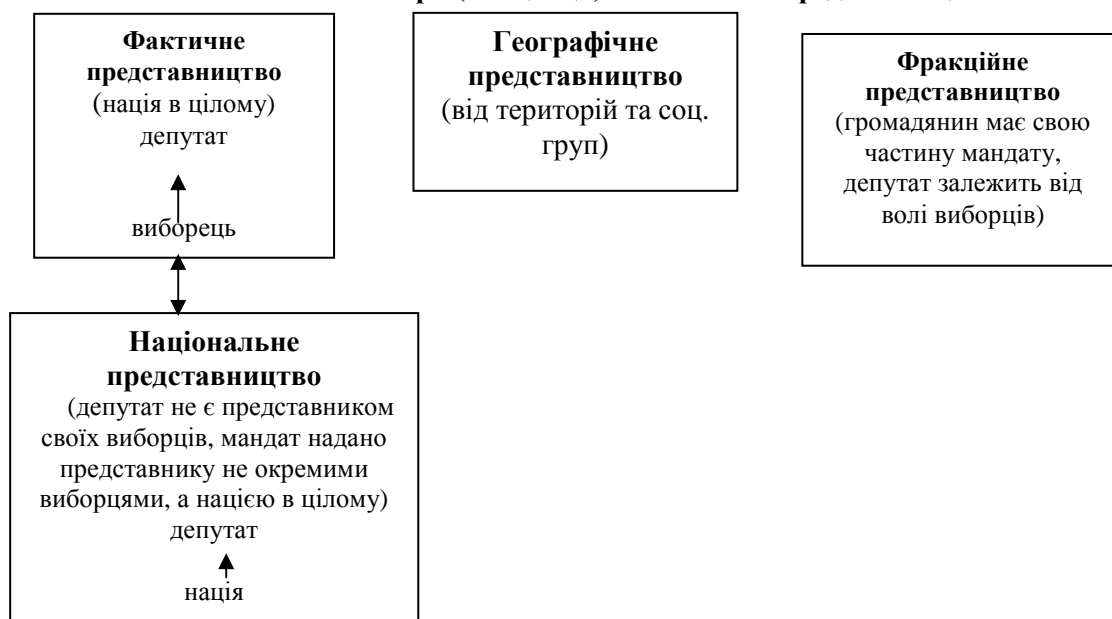 Фактичне
представництво
(нація в цілому)
депутат
виборець
Географічне
представництво
(від територій та соц.
груп)
Фракційне
представництво
(громадянин має свою
частину мандату,
депутат залежить від
волі виборців)
Національне
представництво
(депутат не є представником
своїх виборців, мандат надано
представнику не окремими
виборцями, а нацією в цілому)
депутат
нація